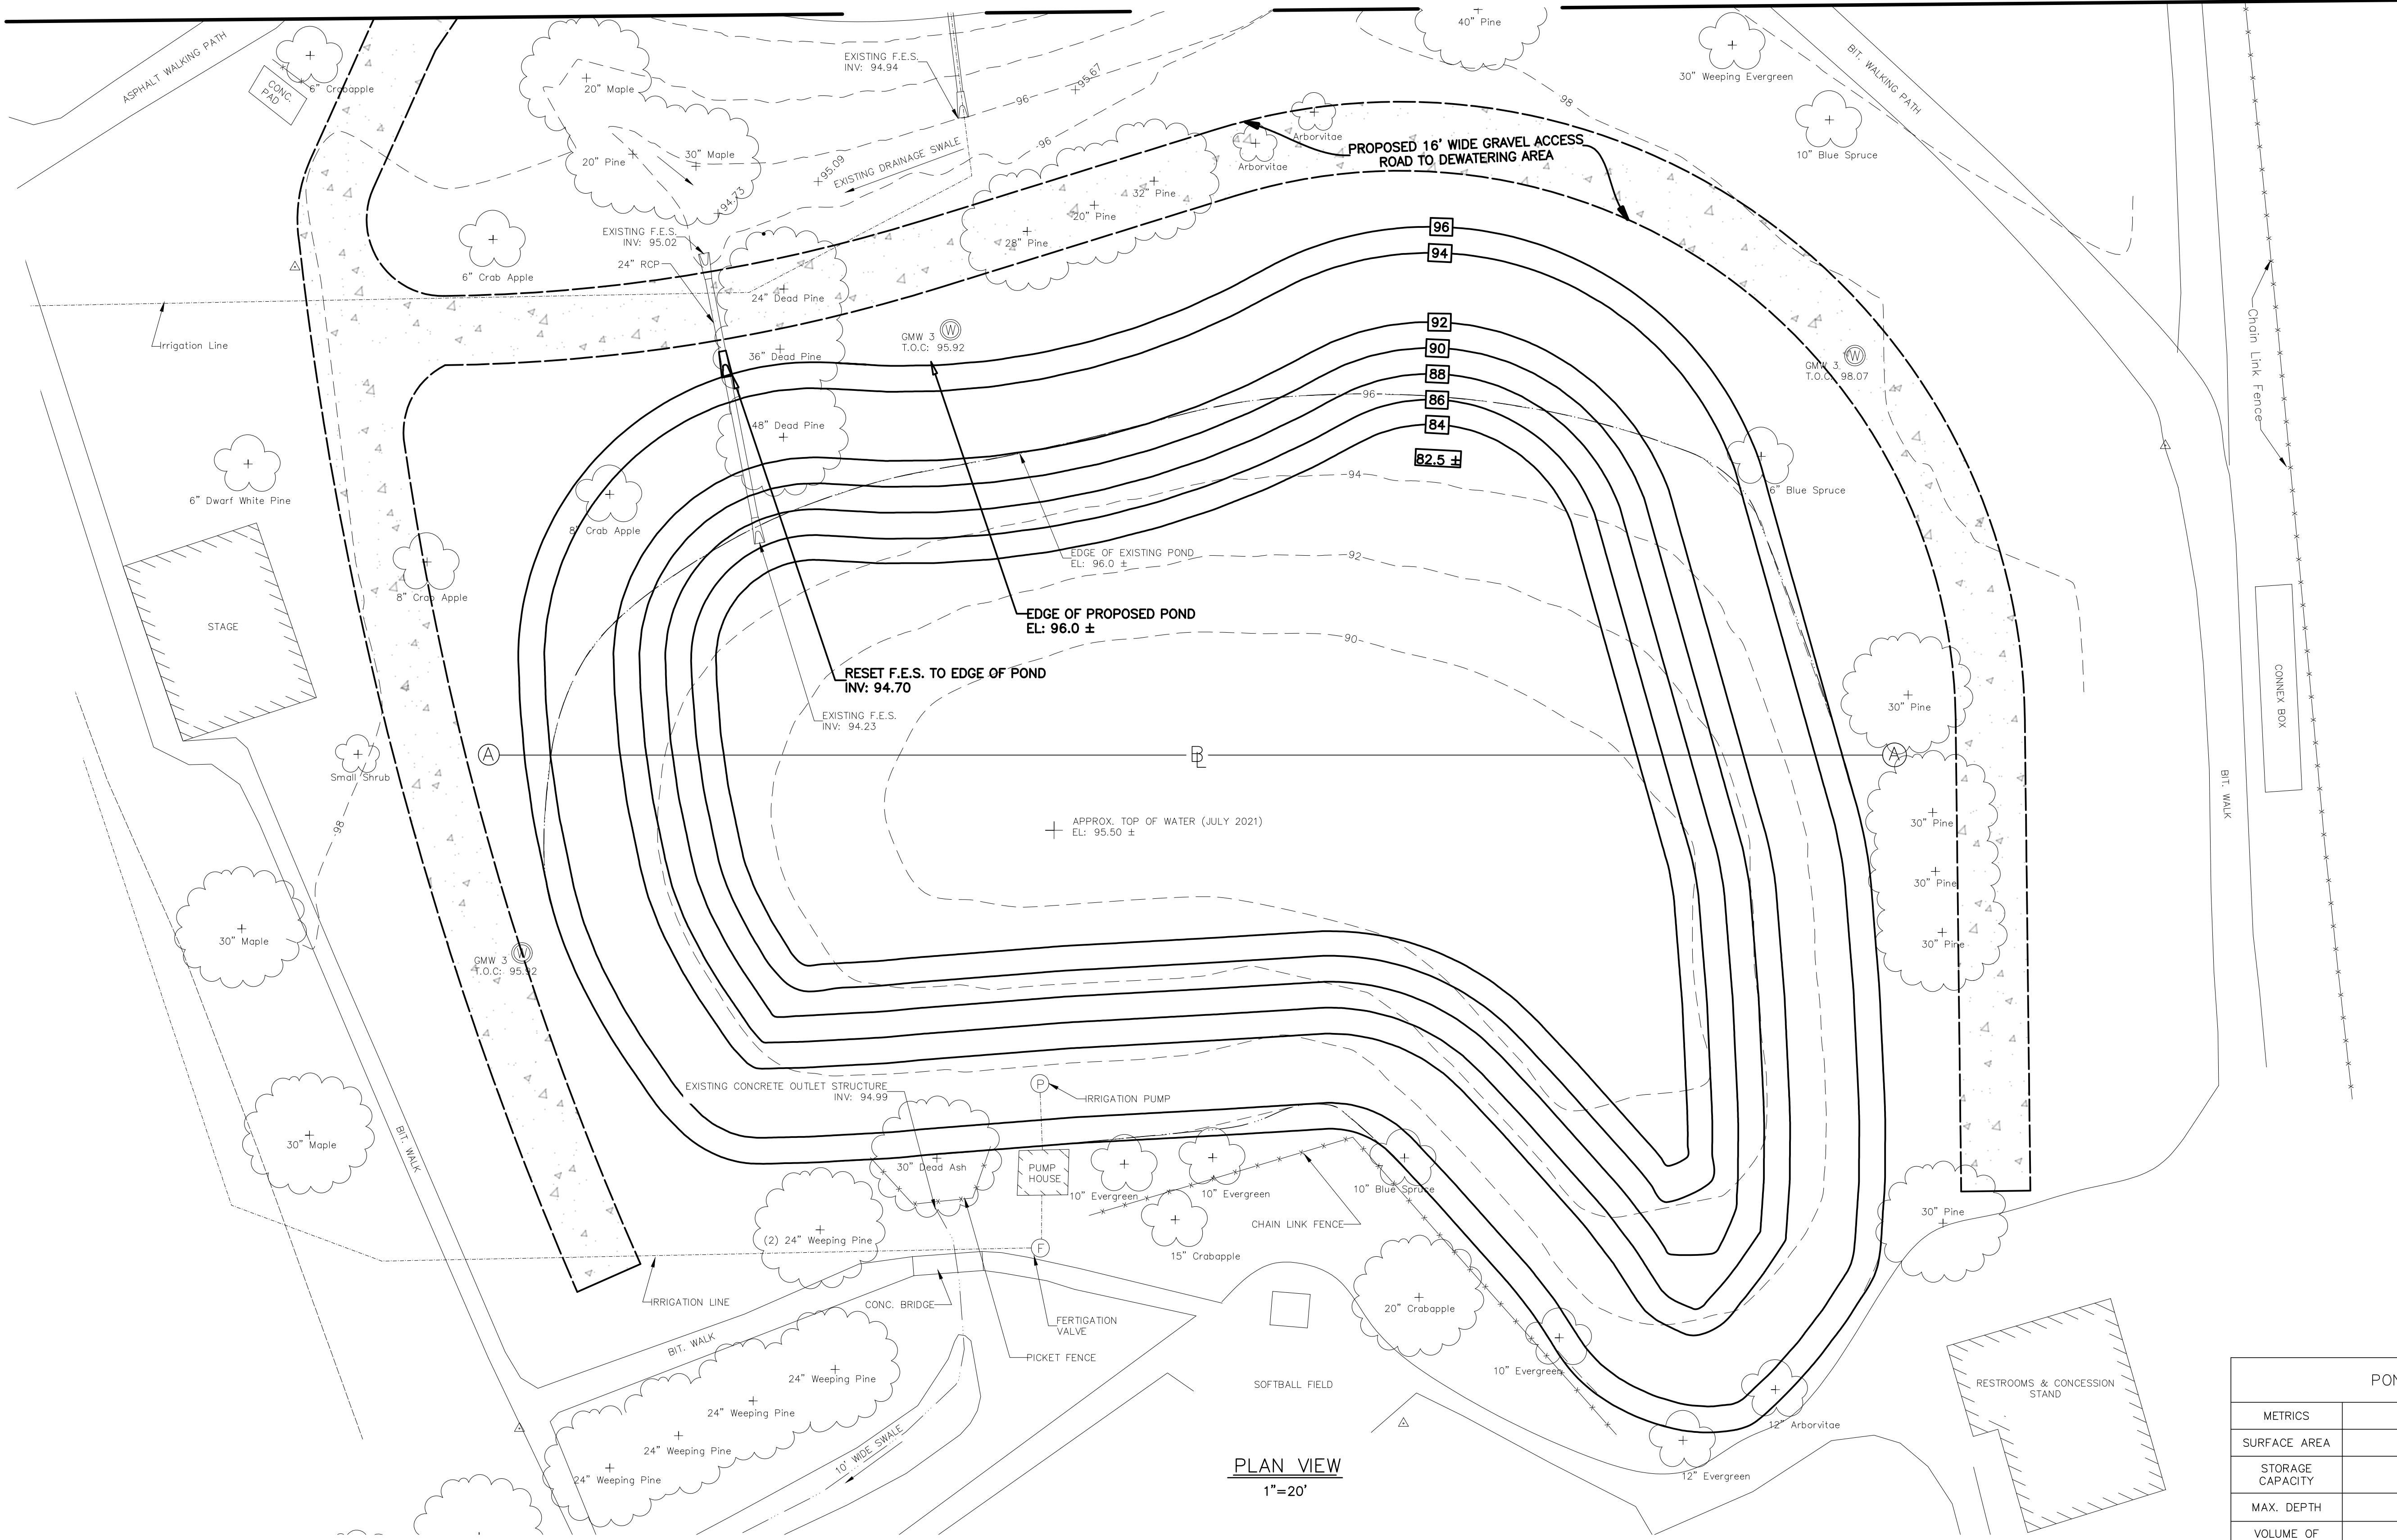 40" Pine
ASPHALT WALKING PATH
CONC.
PAD
6" Crabapple
20" Maple
EXISTING F.E.S.
INV: 94.94
96
×95.67
98
30" Weeping Evergreen
BIT. WALKING PATH
10" Blue Spruce
20" Pine
30" Maple
×95.09
EXISTING DRAINAGE SWALE
96
×94.73
Arborvitae
Arborvitae
PROPOSED 16' WIDE GRAVEL ACCESS
ROAD TO DEWATERING AREA
32" Pine
20" Pine
28" Pine
6" Crab Apple
EXISTING F.E.S.
INV: 95.02
24" RCP
24" Dead Pine
36" Dead Pine
48" Dead Pine
Irrigation Line
GMW 3
T.O.C: 95.92
W
96
94
92
90
88
86
84
82.5 ±
96
94
92
90
GMW 3
T.O.C: 98.07
W
Chain Link Fence
6" Dwarf White Pine
8" Crab Apple
8" Crab Apple
6" Blue Spruce
EDGE OF EXISTING POND
EL: 96.0 ±
EDGE OF PROPOSED POND
EL: 96.0 ±
STAGE
RESET F.E.S. TO EDGE OF POND
INV: 94.70
EXISTING F.E.S.
INV: 94.23
30" Pine
CONNEX BOX
A
BL
A
Small Shrub
98
APPROX. TOP OF WATER (JULY 2021)
EL: 95.50 ±
30" Pine
30" Pine
30" Pine
BIT. WALK
30" Maple
GMW 3
T.O.C: 95.92
W
EXISTING CONCRETE OUTLET STRUCTURE
INV: 94.99
P
IRRIGATION PUMP
30" Maple
BIT. WALK
30" Dead Ash
PUMP
HOUSE
10" Evergreen
10" Evergreen
10" Blue Spruce
CHAIN LINK FENCE
15" Crabapple
30" Pine
(2) 24" Weeping Pine
F
IRRIGATION LINE
CONC. BRIDGE
FERTIGATION
VALVE
PICKET FENCE
BIT. WALK
20" Crabapple
10" Evergreen
SOFTBALL FIELD
RESTROOMS & CONCESSION
STAND
24" Weeping Pine
24" Weeping Pine
24" Weeping Pine
24" Weeping Pine
10' WIDE SWALE
12" Arborvitae
12" Evergreen
PLAN VIEW
1"=20'
METRICS
SURFACE AREA
STORAGE
CAPACITY
MAX. DEPTH
VOLUME OF